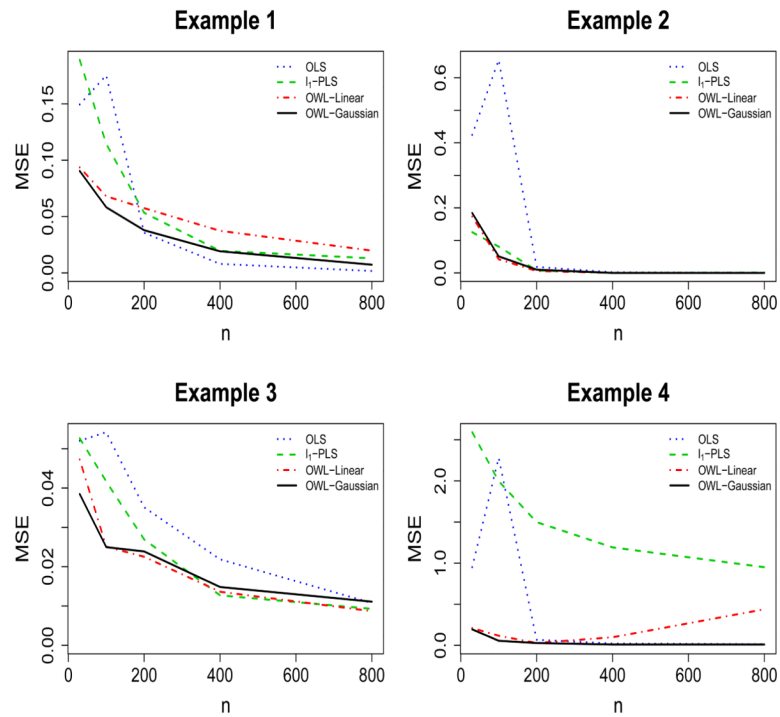 Example 1
MSE
0.00 0.05 0.10 0.15
OLS
l₁−PLS
OWL−Linear
OWL−Gaussian
0 200 400 600 800
n
Example 2
MSE
0.0 0.2 0.4 0.6
OLS
l₁−PLS
OWL−Linear
OWL−Gaussian
0 200 400 600 800
n
Example 3
MSE
0.00 0.02 0.04
OLS
l₁−PLS
OWL−Linear
OWL−Gaussian
0 200 400 600 800
n
Example 4
MSE
0.0 1.0 2.0
OLS
l₁−PLS
OWL−Linear
OWL−Gaussian
0 200 400 600 800
n